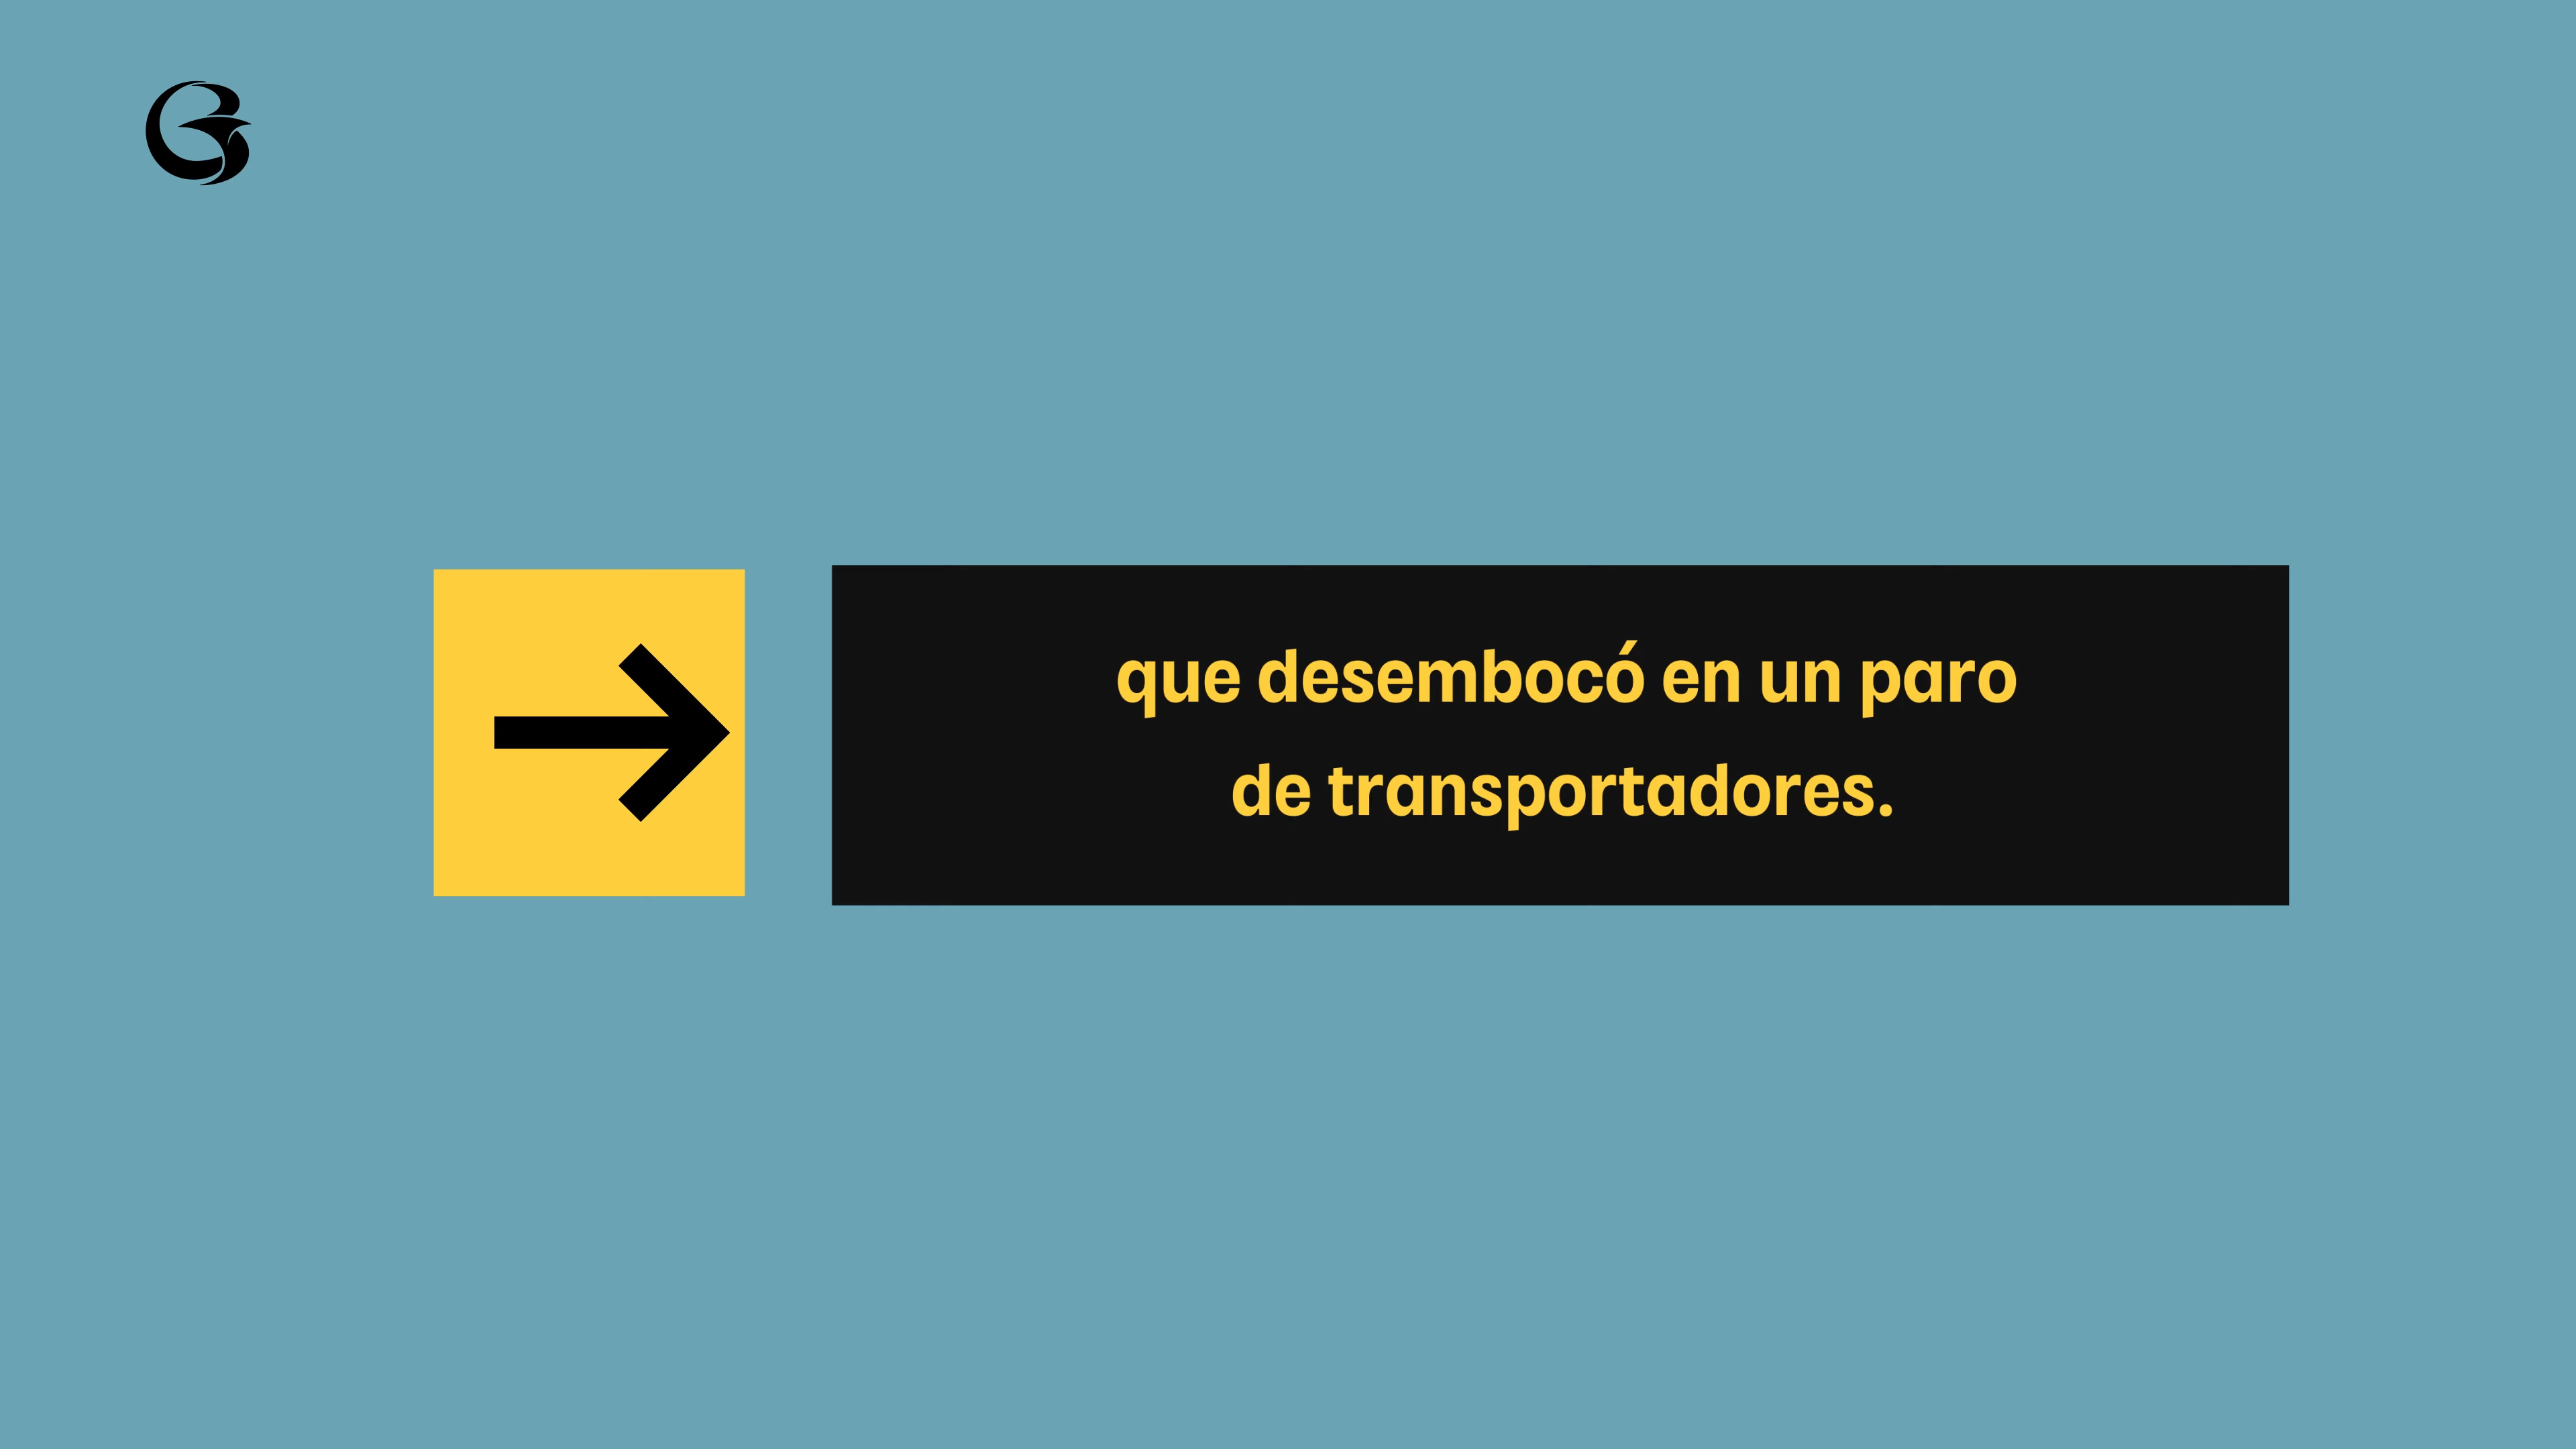 que desembocó en un paro
de transportadores.